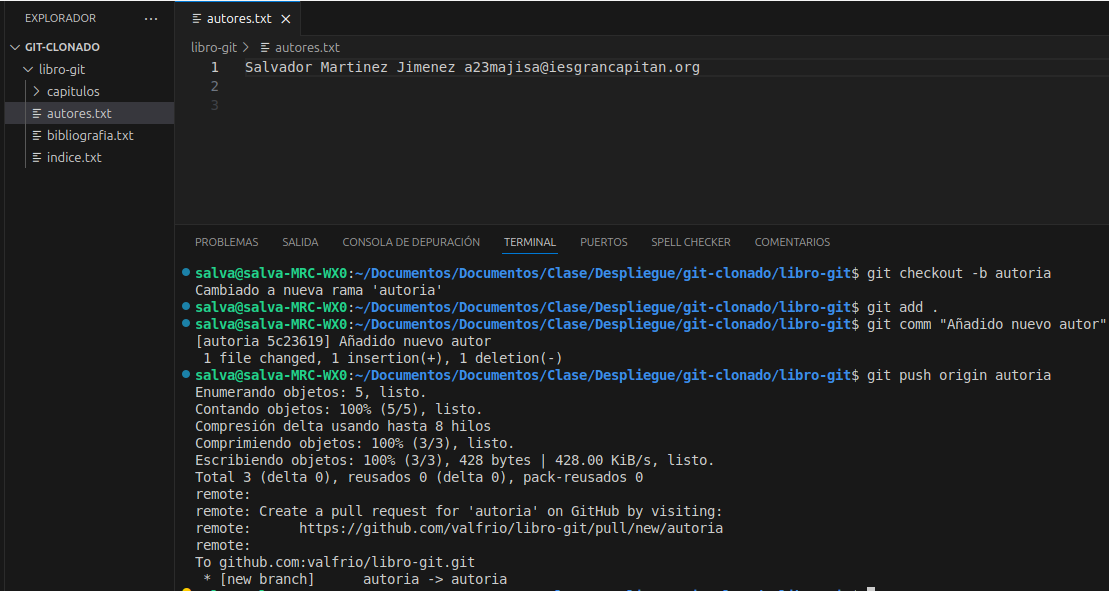 EXPLORADOR ...
GIT-CLONADO
libro-git
capitulos
autores.txt
bibliografia.txt
indice.txt
autores.txt
libro-git > autores.txt
1 Salvador Martinez Jimenez a23majisa@iesgrancapitan.org
2
3
PROBLEMAS SALIDA CONSOLA DE DEPURACIÓN TERMINAL PUERTOS SPELL CHECKER COMENTARIOS
salva@salva-MRC-WX0:~/Documentos/Documentos/Clase/Despliegue/git-clonado/libro-git$ git checkout -b autoria
Cambiado a nueva rama 'autoria'
salva@salva-MRC-WX0:~/Documentos/Documentos/Clase/Despliegue/git-clonado/libro-git$ git add .
salva@salva-MRC-WX0:~/Documentos/Documentos/Clase/Despliegue/git-clonado/libro-git$ git comm "Añadido nuevo autor"
[autoria 5c23619] Añadido nuevo autor
1 file changed, 1 insertion(+), 1 deletion(-)
salva@salva-MRC-WX0:~/Documentos/Documentos/Clase/Despliegue/git-clonado/libro-git$ git push origin autoria
Enumerando objetos: 5, listo.
Contando objetos: 100% (5/5), listo.
Compresión delta usando hasta 8 hilos
Comprimiendo objetos: 100% (3/3), listo.
Escribiendo objetos: 100% (3/3), 428 bytes | 428.00 KiB/s, listo.
Total 3 (delta 0), reusados 0 (delta 0), pack-reusados 0
remote:
remote: Create a pull request for 'autoria' on GitHub by visiting:
remote:      https://github.com/valfrio/libro-git/pull/new/autoria
remote:
To github.com:valfrio/libro-git.git
* [new branch]      autoria -> autoria